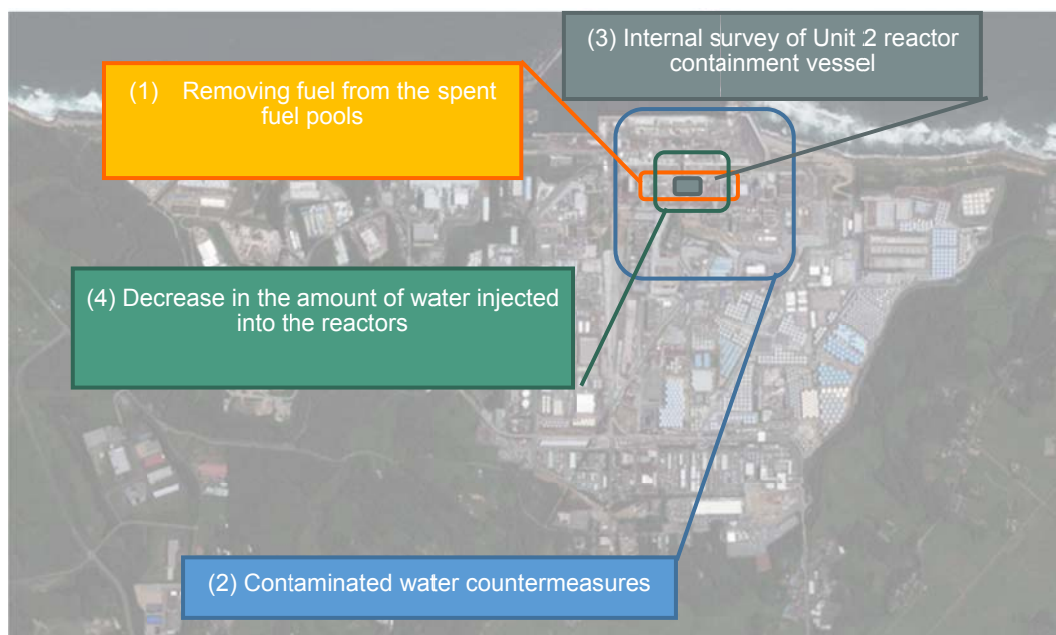 (3) Internal survey of Unit 2 reactor
containment vessel
(1) Removing fuel from the spent
fuel pools
(4) Decrease in the amount of water injected
into the reactors
(2) Contaminated water countermeasures